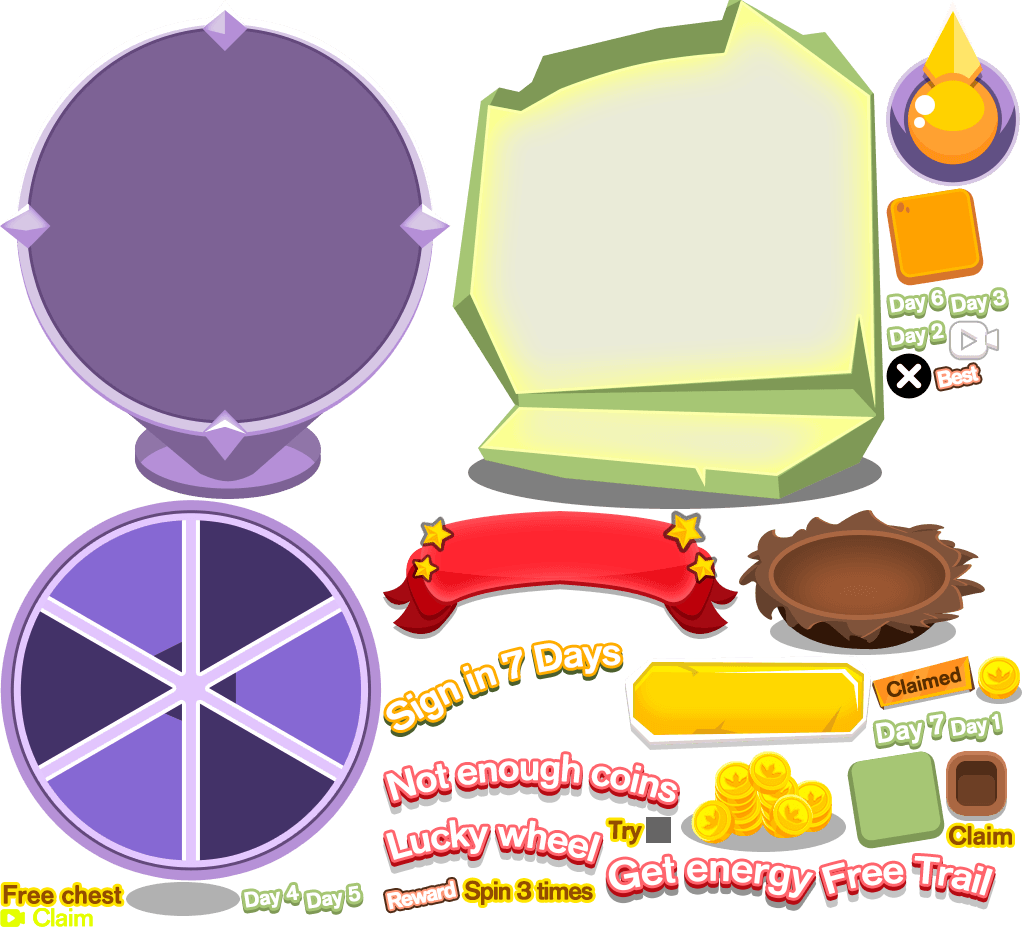 Day 6
Day 3
Day 2
Best
Sign in 7 Days
Claimed
Day 7
Day 1
Not enough coins
Try
Lucky wheel
Claim
Get energy
Free Trail
Free chest
Claim
Day 4
Day 5
Reward
Spin 3 times